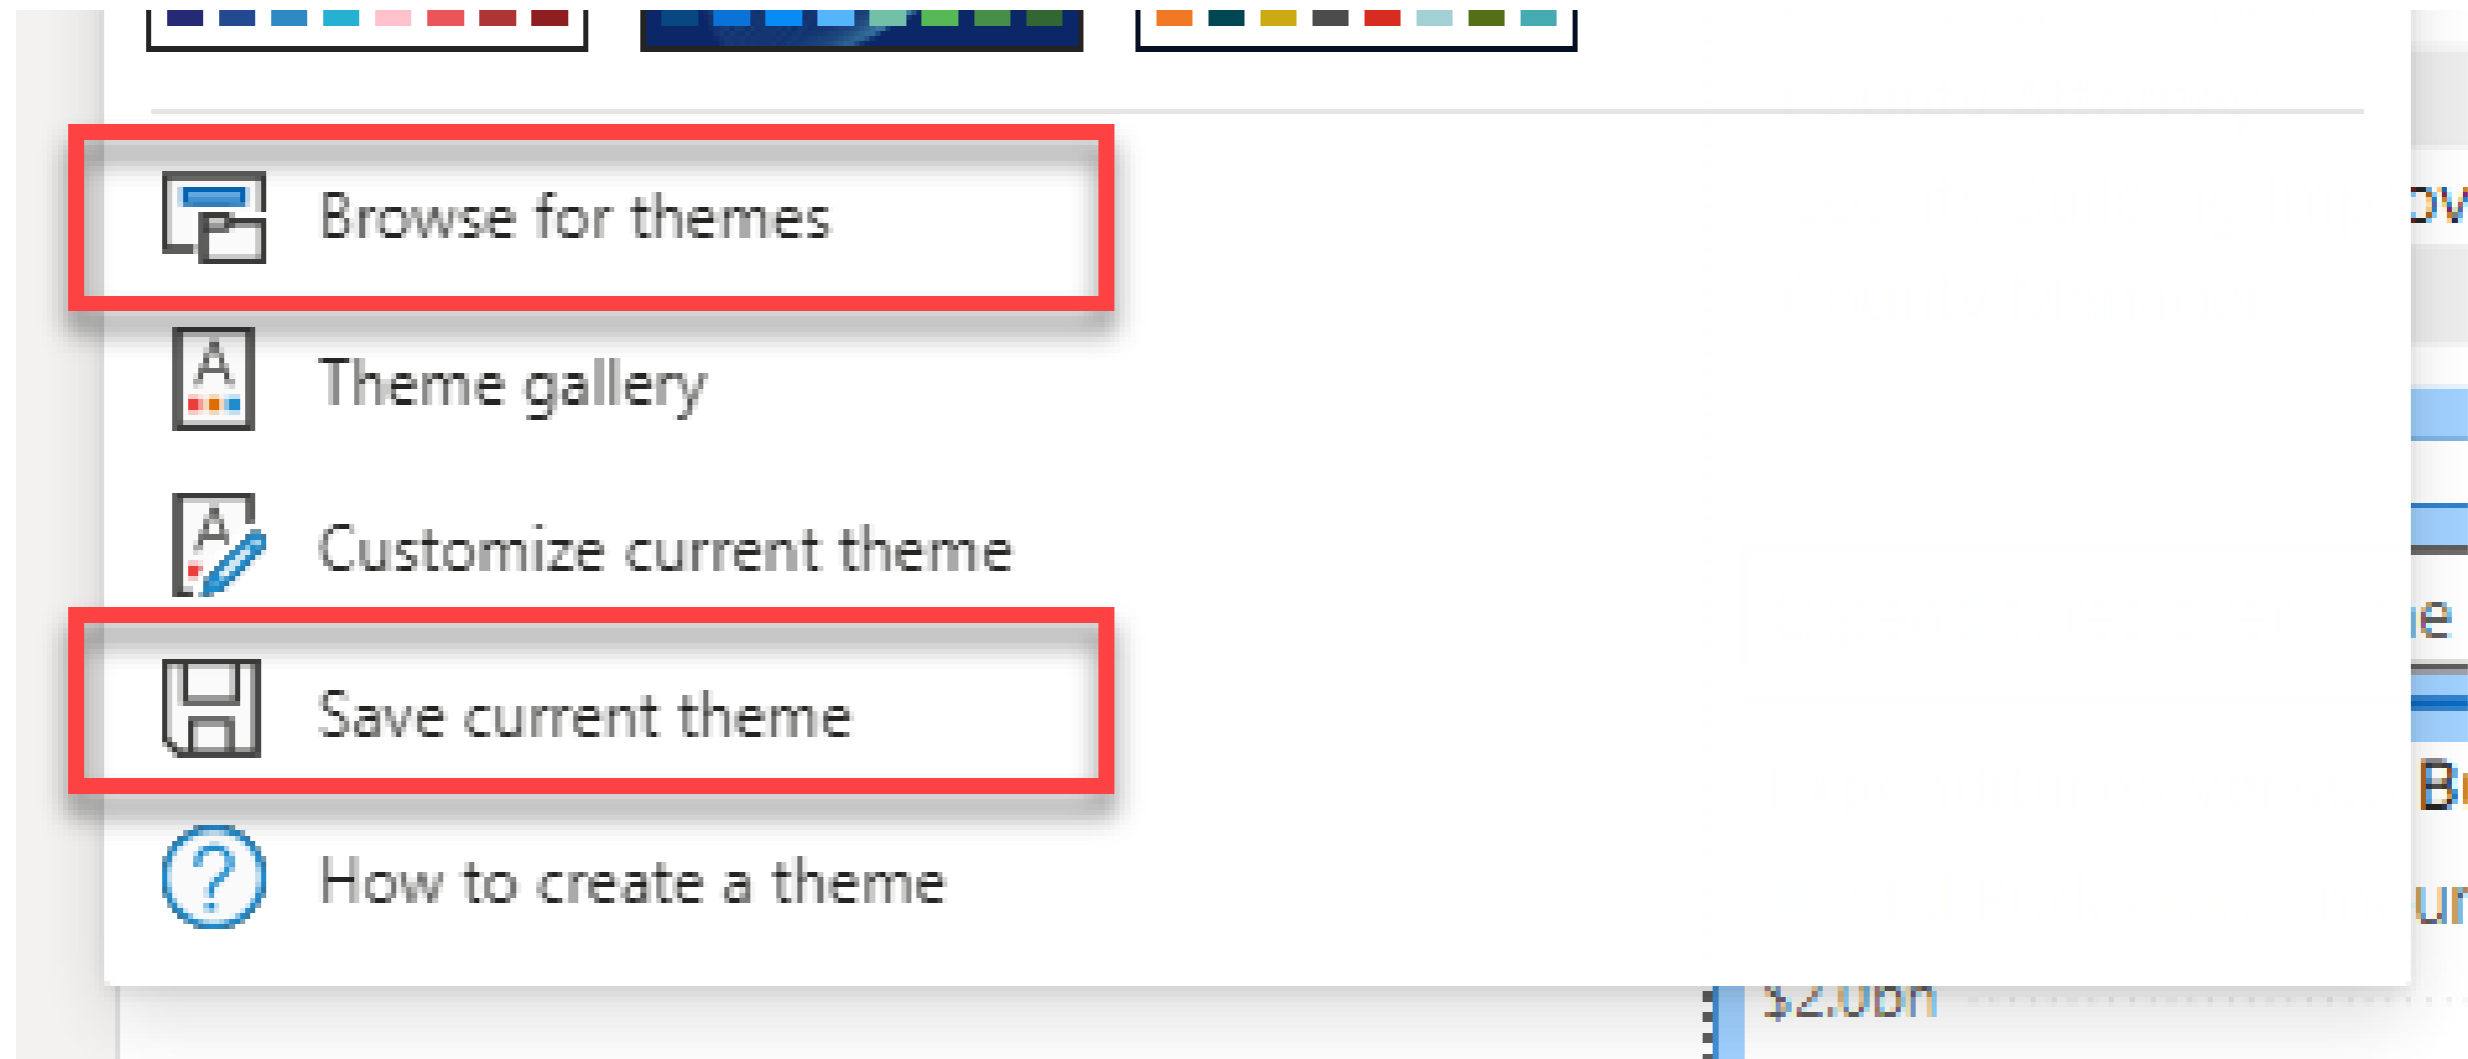 Browse for themes
Theme gallery
Customize current theme
Save current theme
How to create a theme
$2.0bn